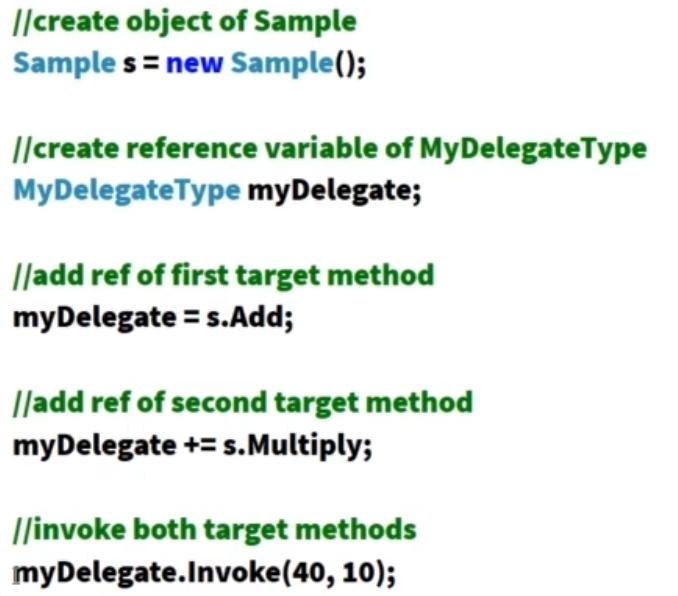 //create object of Sample
Sample s = new Sample();
//create reference variable of MyDelegateType
MyDelegateType myDelegate;
//add ref of first target method
myDelegate = s.Add;
//add ref of second target method
myDelegate += s.Multiply;
//invoke both target methods
myDelegate.Invoke(40, 10);